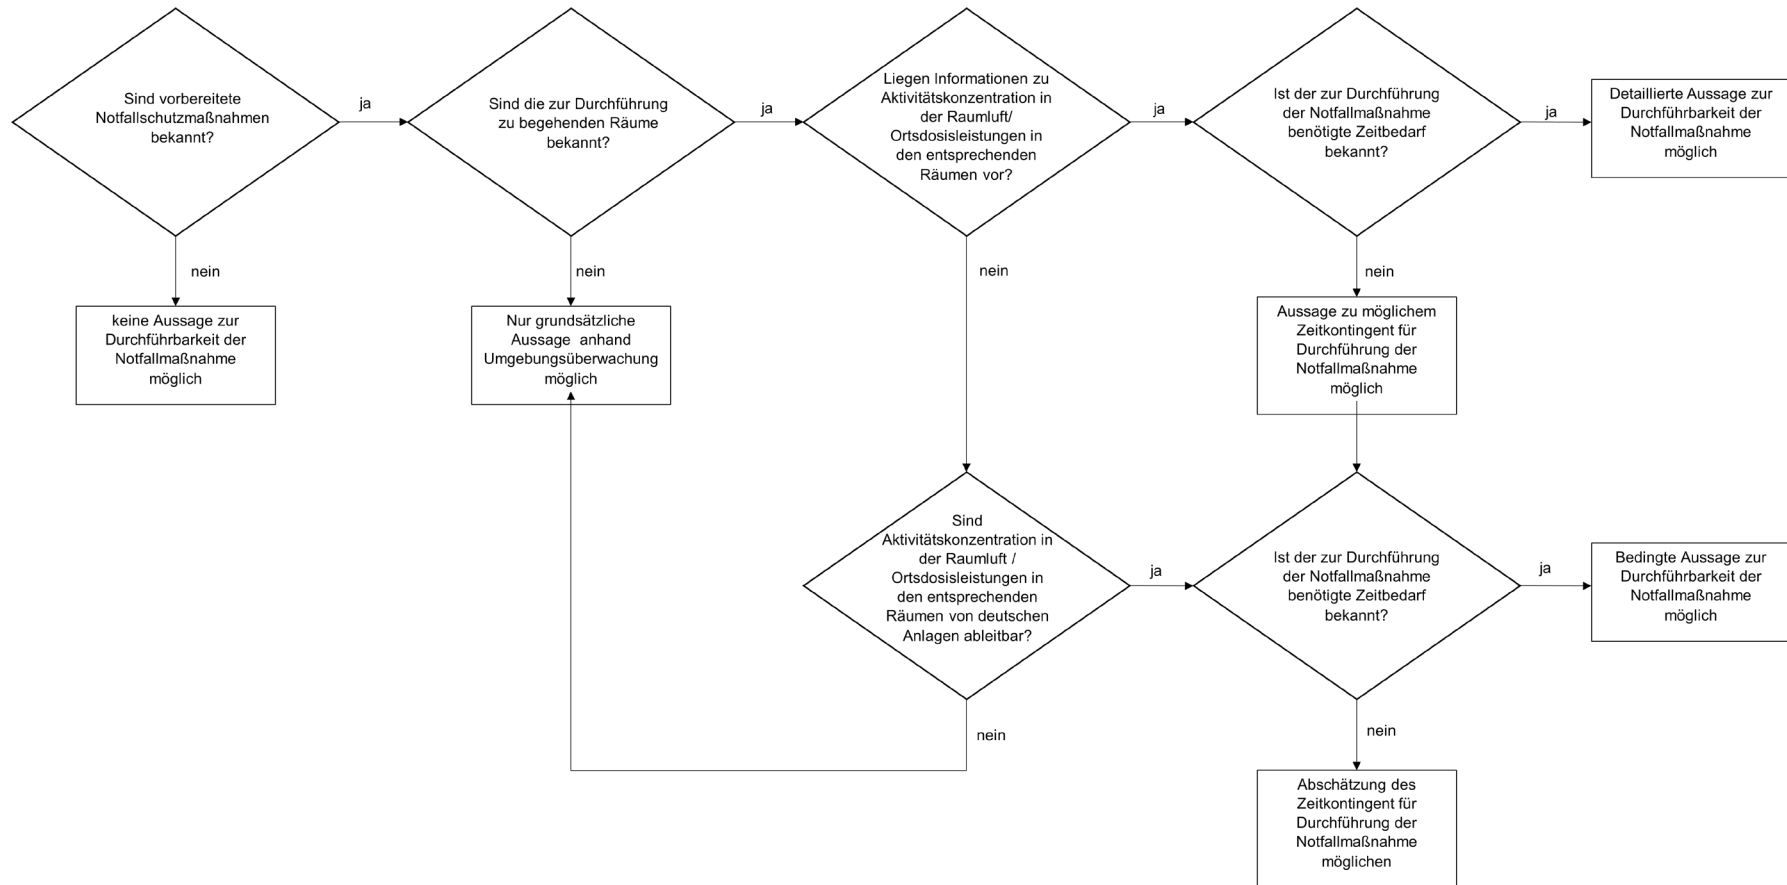 Sind vorbereitete
Notfallschutzmaßnahmen
bekannt?
ja
Sind die zur Durchführung
zu begehenden Räume
bekannt?
ja
Liegen Informationen zu
Aktivitätskonzentration in
der Raumluft/
Ortsdosisleistungen in
den entsprechenden
Räumen vor?
ja
Ist der zur Durchführung
der Notfallmaßnahme
benötigte Zeitbedarf
bekannt?
ja
Detaillierte Aussage zur
Durchführbarkeit der
Notfallmaßnahme
möglich
nein
nein
nein
nein
keine Aussage zur
Durchführbarkeit der
Notfallmaßnahme
möglich
Nur grundsätzliche
Aussage anhand
Umgebungsüberwachung
möglich
Aussage zu möglichem
Zeitkontingent für
Durchführung der
Notfallmaßnahme
möglich
Sind
Aktivitätskonzentration in
der Raumluft /
Ortsdosisleistungen in
den entsprechenden
Räumen von deutschen
Anlagen ableitbar?
ja
Ist der zur Durchführung
der Notfallmaßnahme
benötigte Zeitbedarf
bekannt?
ja
Bedingte Aussage zur
Durchführbarkeit der
Notfallmaßnahme
möglich
nein
nein
Abschätzung des
Zeitkontingent für
Durchführung der
Notfallmaßnahme
möglichen